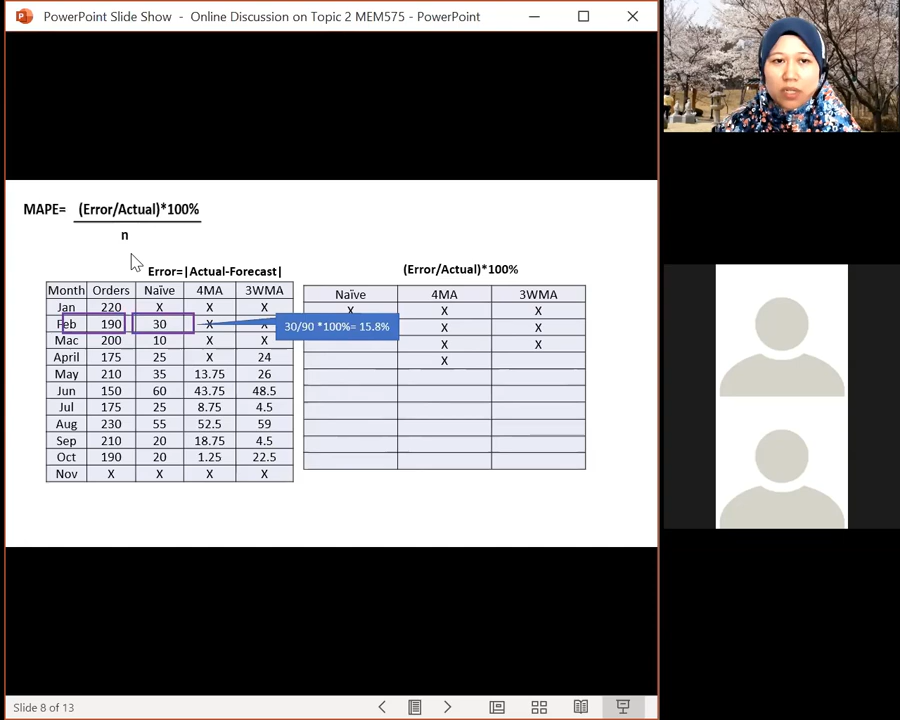 PowerPoint Slide Show - Online Discussion on Topic 2 MEM575 - PowerPoint
MAPE= (Error/Actual)*100%
n
Error=|Actual-Forecast|
Month Orders Naïve 4MA 3WMA
Jan 220 X X X
Feb 190 30 X X
Mac 200 10 X X
April 175 25 X 24
May 210 35 13.75 26
Jun 150 60 43.75 48.5
Jul 175 25 8.75 4.5
Aug 230 55 52.5 59
Sep 210 20 18.75 4.5
Oct 190 20 1.25 22.5
Nov X X X X
(Error/Actual)*100%
Naïve 4MA 3WMA
X X X
30/90 *100%= 15.8%
X X
X X
X
Slide 8 of 13